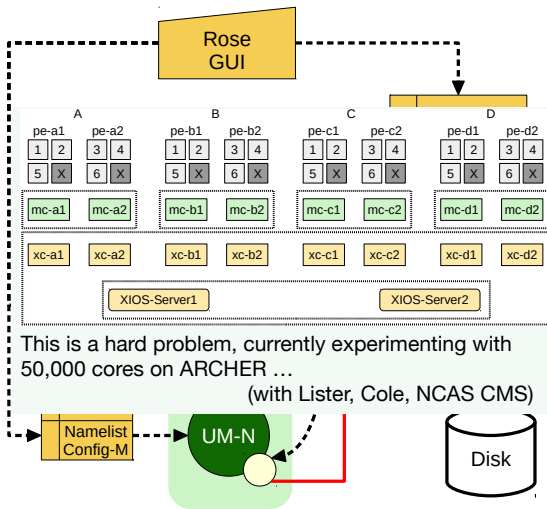 Rose
GUI
A B C D
pe-a1 pe-a2 pe-b1 pe-b2 pe-c1 pe-c2 pe-d1 pe-d2
1 2 3 4 1 2 3 4 1 2 3 4 1 2 3 4
5 X 6 X 5 X 6 X 5 X 6 X 5 X 6 X
mc-a1 mc-a2 mc-b1 mc-b2 mc-c1 mc-c2 mc-d1 mc-d2
xc-a1 xc-a2 xc-b1 xc-b2 xc-c1 xc-c2 xc-d1 xc-d2
XIOS-Server1 XIOS-Server2
This is a hard problem, currently experimenting with
50,000 cores on ARCHER …
(with Lister, Cole, NCAS CMS)
Namelist
Config-M
UM-N
Disk